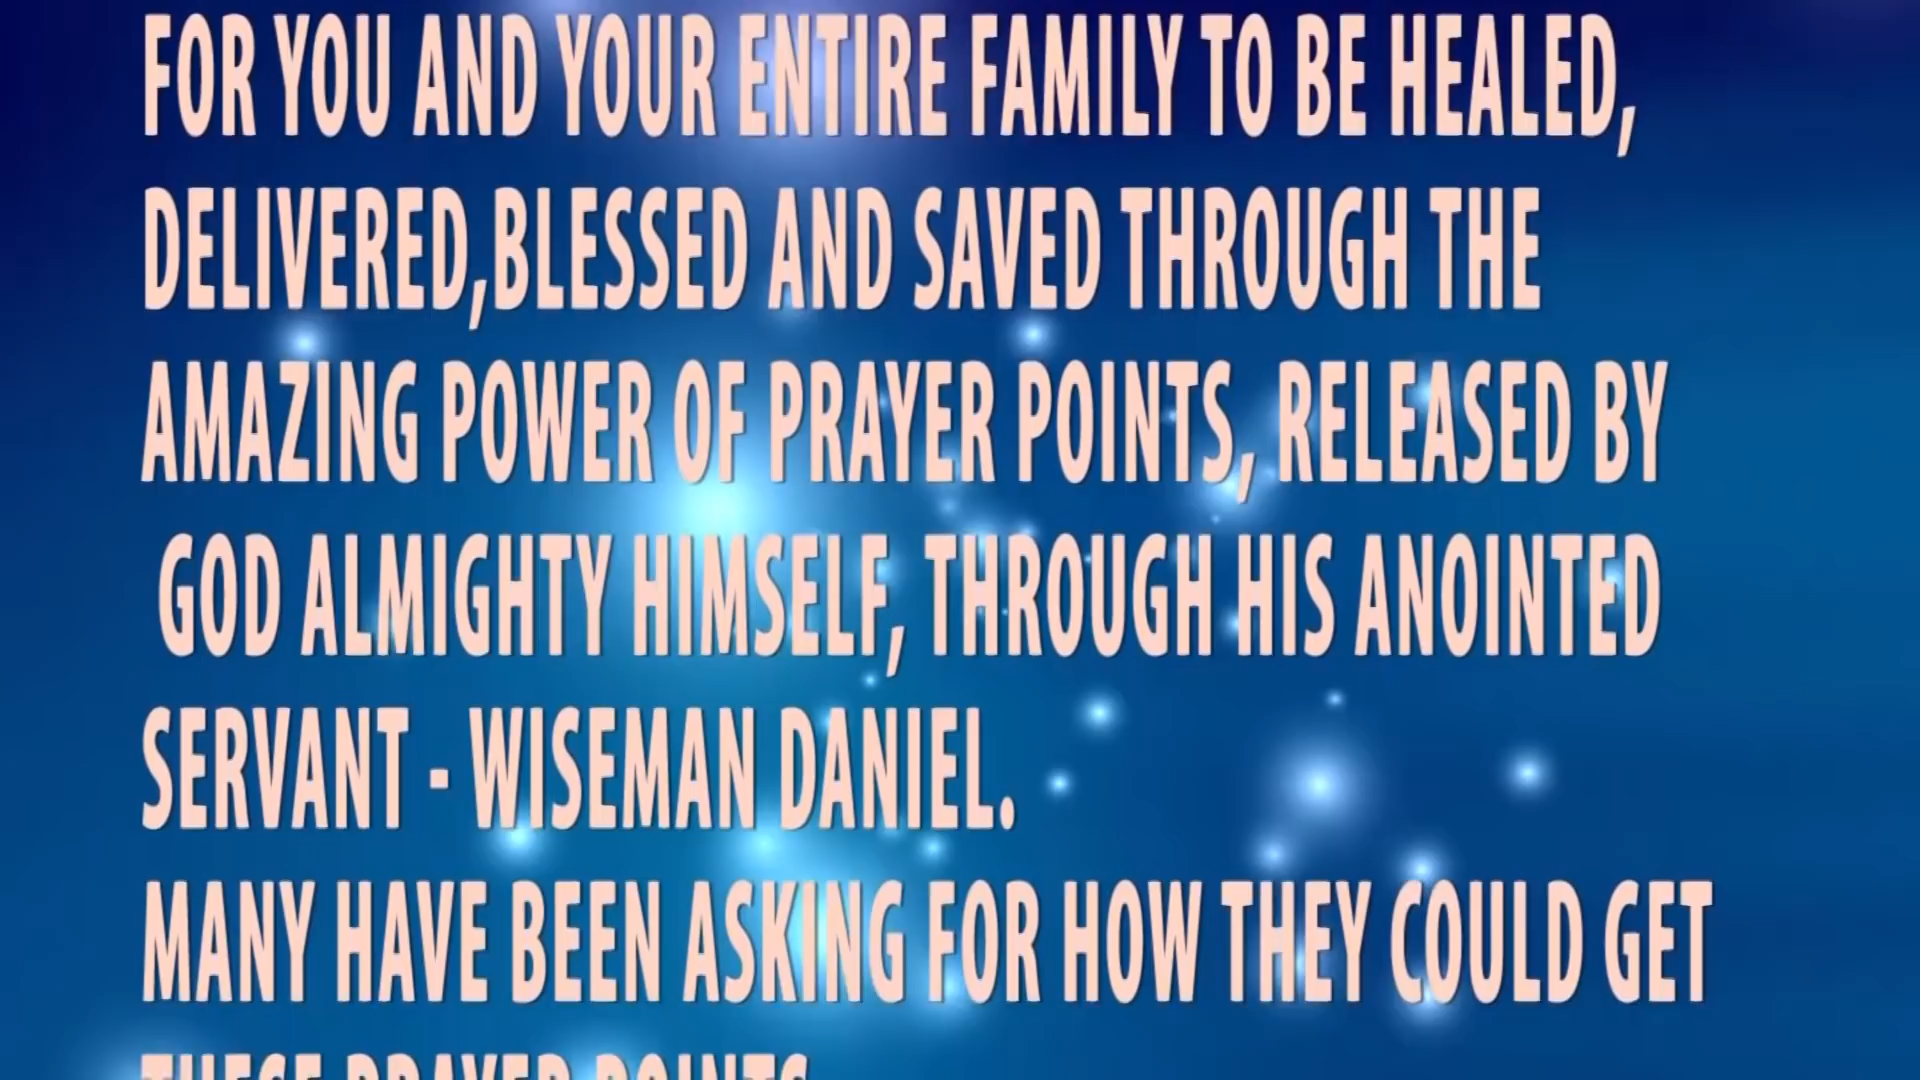 FOR YOU AND YOUR ENTIRE FAMILY TO BE HEALED,
DELIVERED,BLESSED AND SAVED THROUGH THE
AMAZING POWER OF PRAYER POINTS, RELEASED BY
GOD ALMIGHTY HIMSELF, THROUGH HIS ANOINTED
SERVANT - WISEMAN DANIEL.
MANY HAVE BEEN ASKING FOR HOW THEY COULD GET
THESE PRAYER POINTS